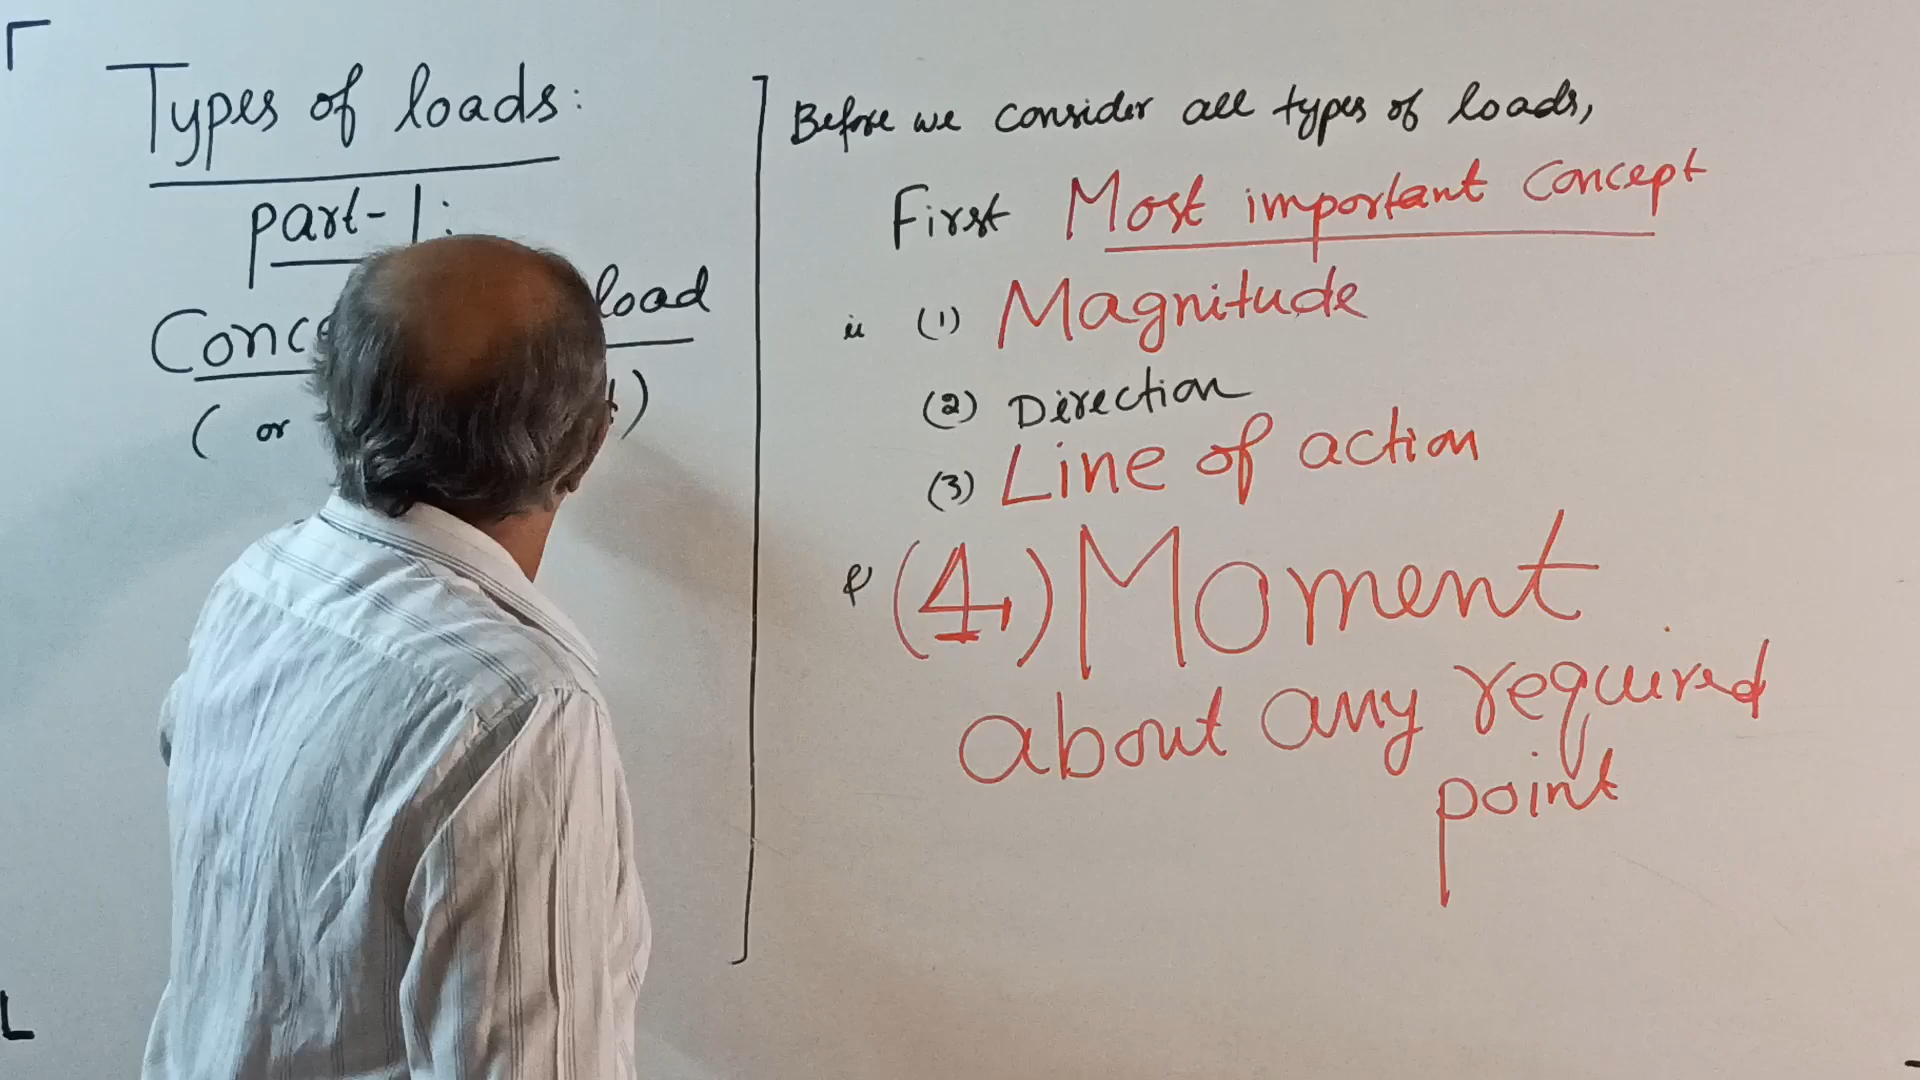 Types of loads:
part-1:
load
( or )
Before we consider all types of loads,
First Most important Concept
ie (1) Magnitude
(2) Direction
(3) Line of action
& (4) Moment
about any required
point